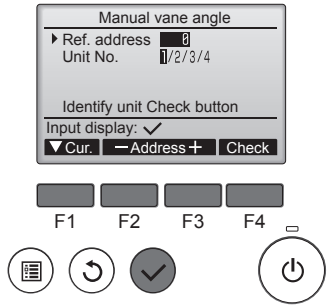 Manual vane angle
Ref. address 0
Unit No. 1/2/3/4
Identify unit Check button
Input display: ✓
▼Cur. −Address+ Check
F1 F2 F3 F4